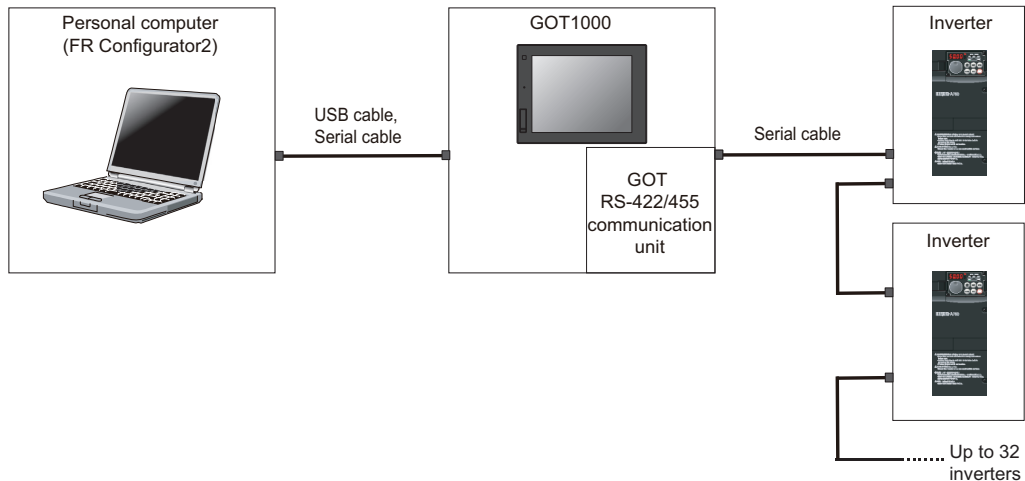 Personal computer
(FR Configurator2)
USB cable,
Serial cable
GOT1000
GOT
RS-422/455
communication
unit
Serial cable
Inverter
Inverter
Up to 32
inverters